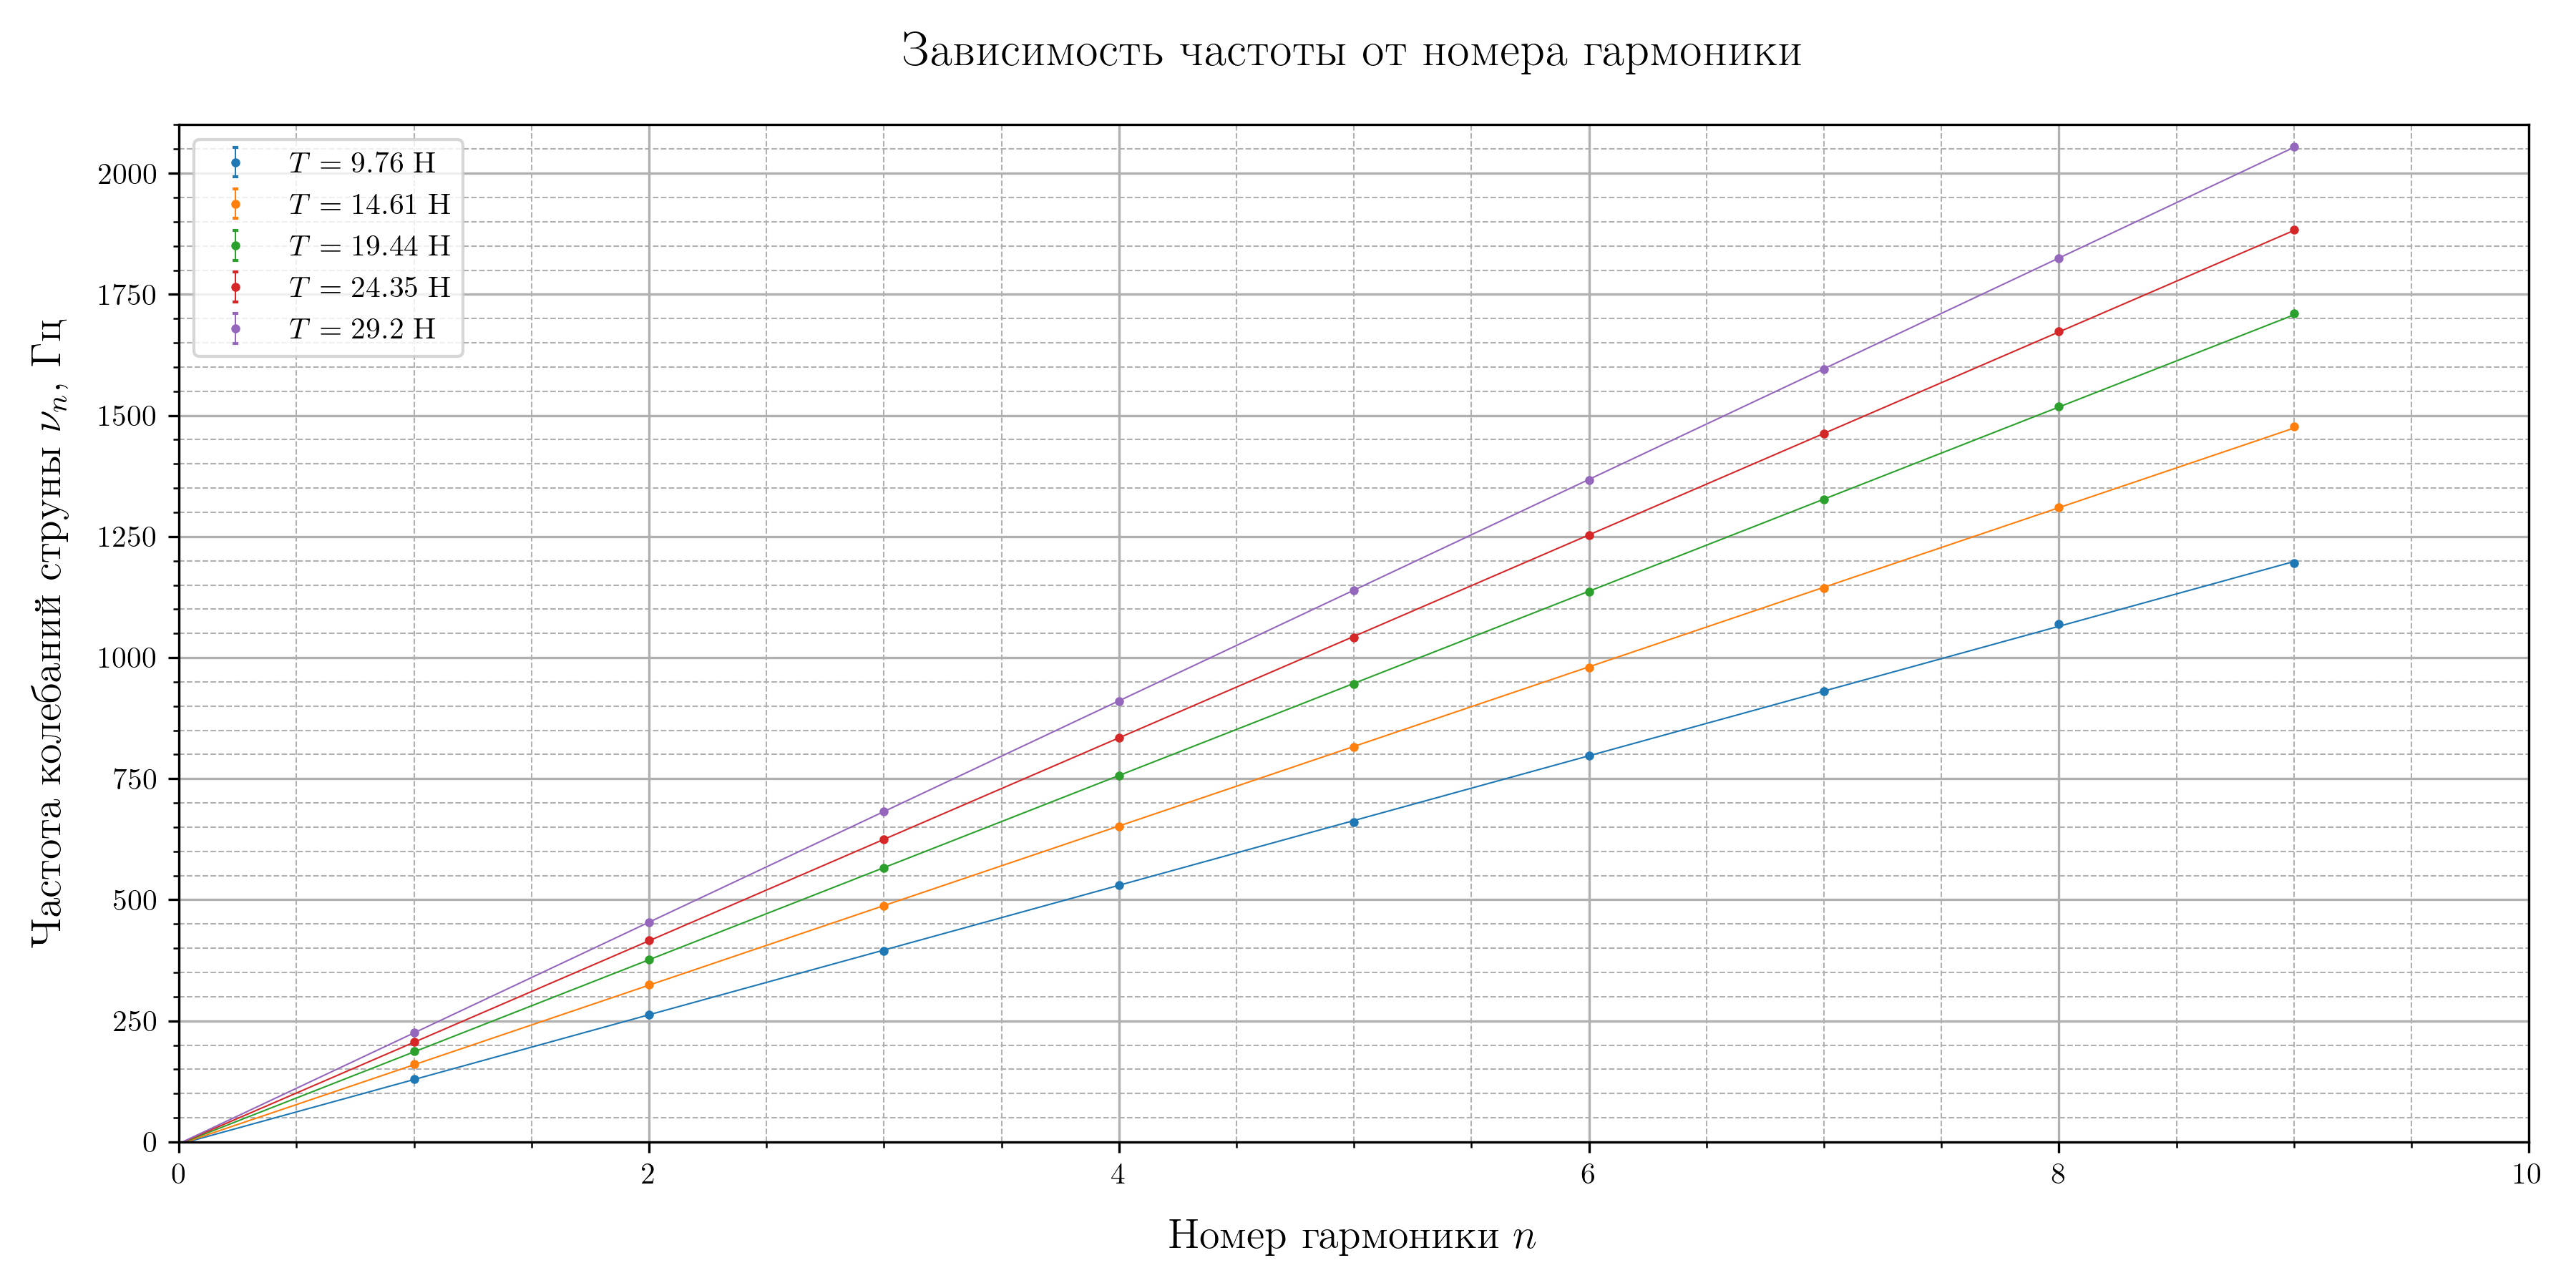 Зависимость частоты от номера гармоники
T = 9.76 Н
T = 14.61 Н
T = 19.44 Н
T = 24.35 Н
T = 29.2 Н
Частота колебаний струны νn, Гц
2000
1750
1500
1250
1000
750
500
250
0
0 2 4 6 8 10
Номер гармоники n